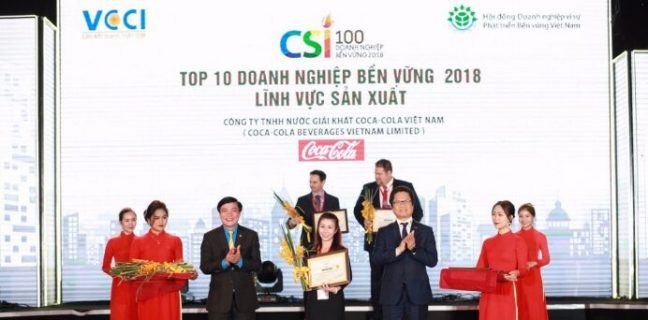 VCCI
CSi 100
DOANH NGHIỆP
BỀN VỮNG 2018
Hội đồng Doanh nghiệp vì sự
Phát triển Bền vững Việt Nam
TOP 10 DOANH NGHIỆP BỀN VỮNG 2018
LĨNH VỰC SẢN XUẤT
CÔNG TY TNHH NƯỚC GIẢI KHÁT COCA-COLA VIỆT NAM
( COCA-COLA BEVERAGES VIETNAM LIMITED )
Coca-Cola